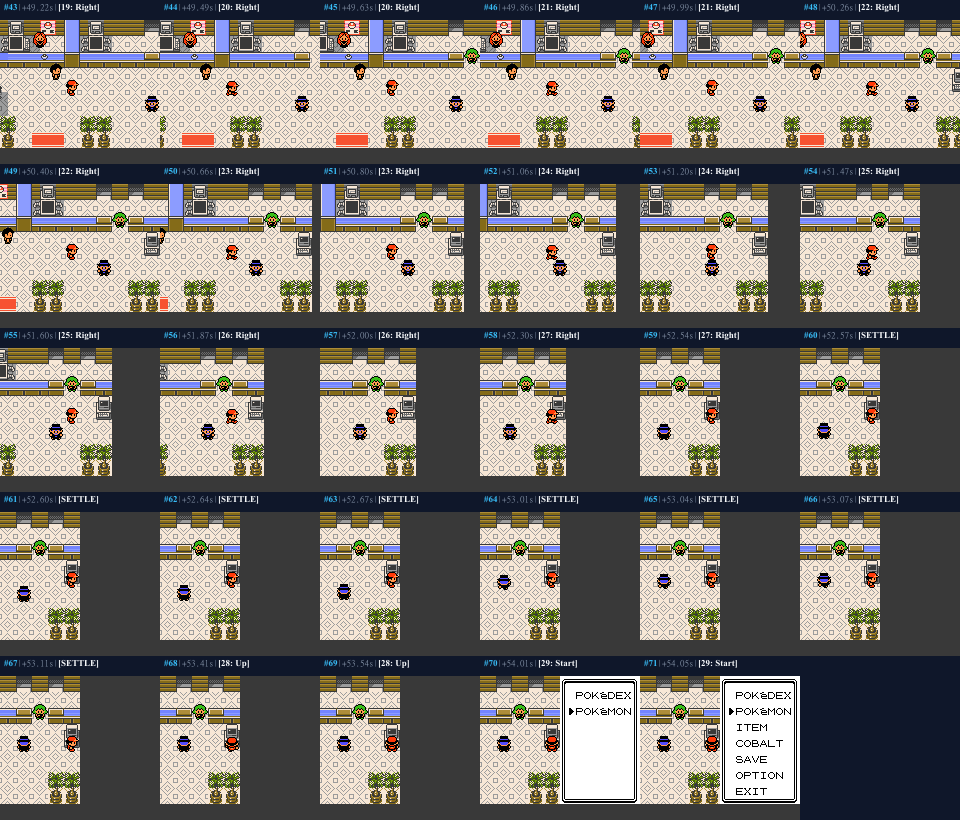 #43|+49.22s|[19: Right]
#44|+49.49s|[20: Right]
#45|+49.63s|[20: Right]
#46|+49.86s|[21: Right]
#47|+49.99s|[21: Right]
#48|+50.26s|[22: Right]
#49|+50.40s|[22: Right]
#50|+50.66s|[23: Right]
#51|+50.80s|[23: Right]
#52|+51.06s|[24: Right]
#53|+51.20s|[24: Right]
#54|+51.47s|[25: Right]
#55|+51.60s|[25: Right]
#56|+51.87s|[26: Right]
#57|+52.00s|[26: Right]
#58|+52.30s|[27: Right]
#59|+52.54s|[27: Right]
#60|+52.57s|[SETTLE]
#61|+52.60s|[SETTLE]
#62|+52.64s|[SETTLE]
#63|+52.67s|[SETTLE]
#64|+53.01s|[SETTLE]
#65|+53.04s|[SETTLE]
#66|+53.07s|[SETTLE]
#67|+53.11s|[SETTLE]
#68|+53.41s|[28: Up]
#69|+53.54s|[28: Up]
#70|+54.01s|[29: Start]
#71|+54.05s|[29: Start]
POKéDEX
▶POKéMON
POKéDEX
▶POKéMON
ITEM
COBALT
SAVE
OPTION
EXIT